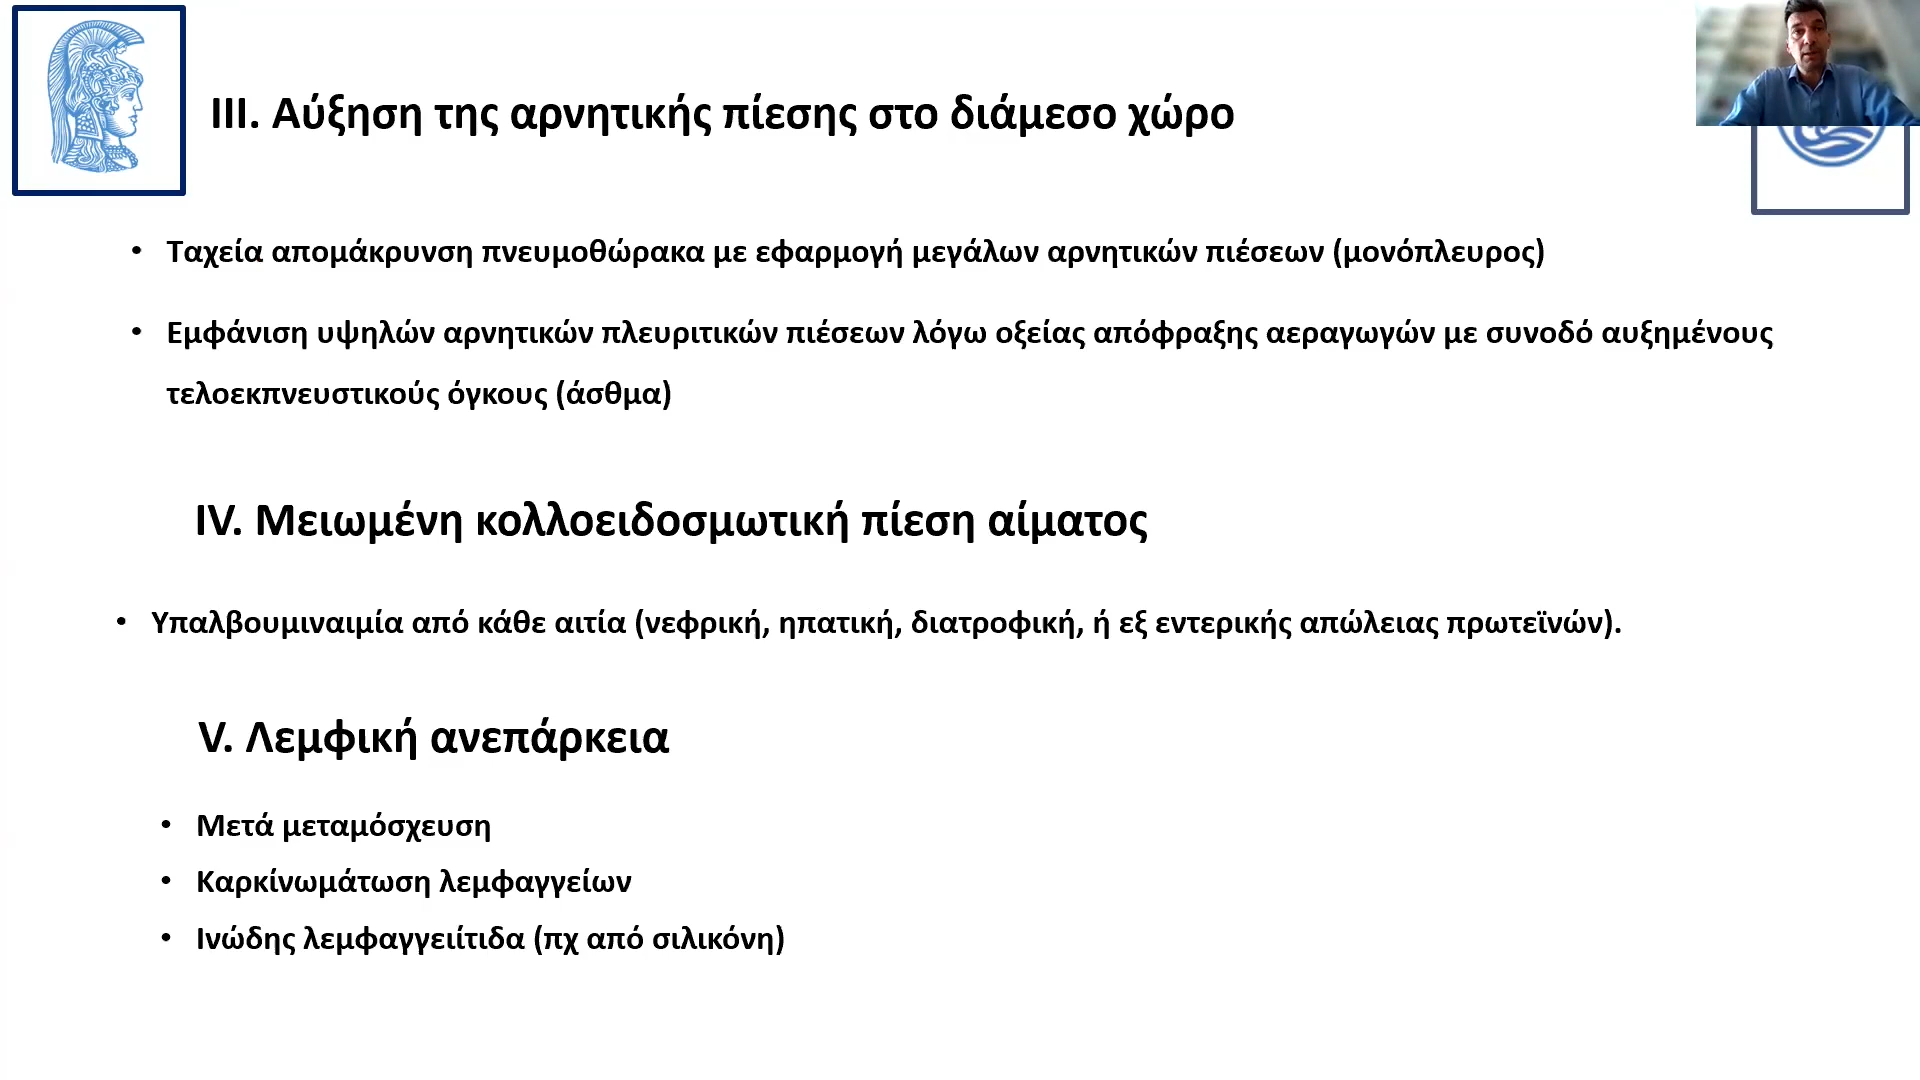 III. Αύξηση της αρνητικής πίεσης στο διάμεσο χώρο
• Ταχεία απομάκρυνση πνευμοθώρακα με εφαρμογή μεγάλων αρνητικών πιέσεων (μονόπλευρος)
• Εμφάνιση υψηλών αρνητικών πλευριτικών πιέσεων λόγω οξείας απόφραξης αεραγωγών με συνοδό αυξημένους
τελοεκπνευστικούς όγκους (άσθμα)
IV. Μειωμένη κολλοειδοσμωτική πίεση αίματος
• Υπαλβουμιναιμία από κάθε αιτία (νεφρική, ηπατική, διατροφική, ή εξ εντερικής απώλειας πρωτεϊνών).
V. Λεμφική ανεπάρκεια
• Μετά μεταμόσχευση
• Καρκίνωμάτωση λεμφαγγείων
• Ινώδης λεμφαγγειίτιδα (πχ από σιλικόνη)